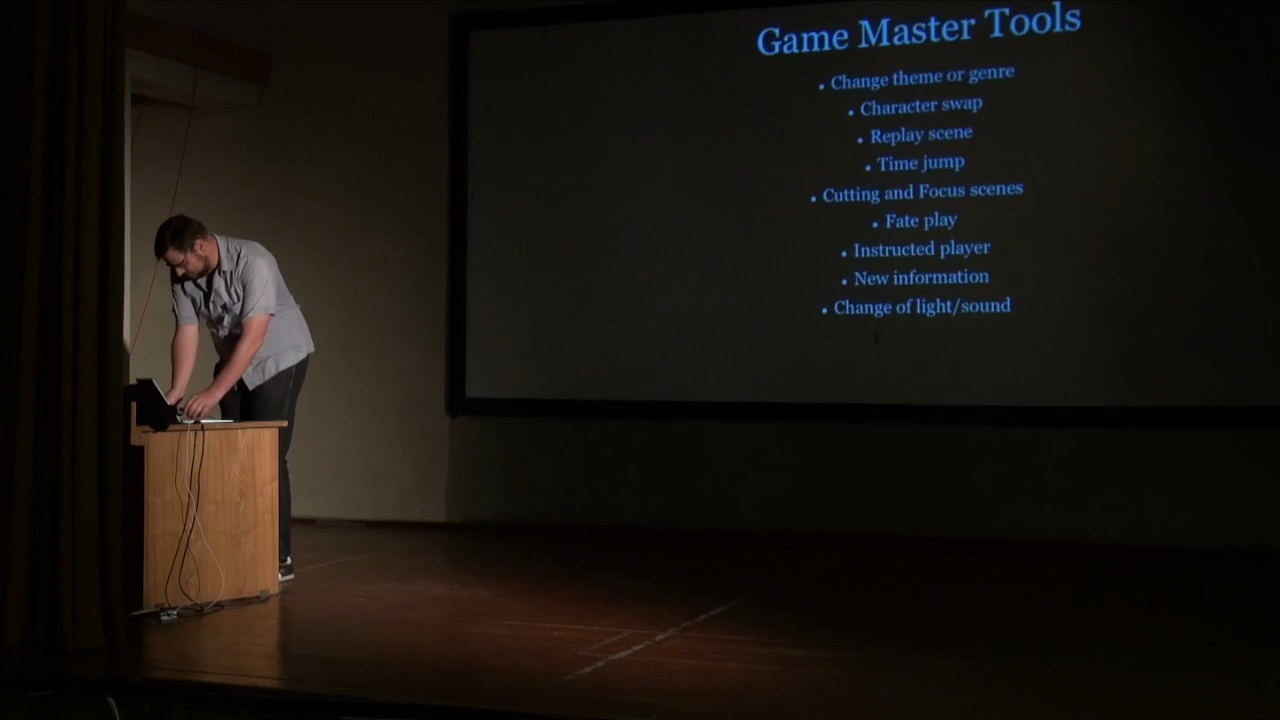 Game Master Tools
• Change theme or genre
• Character swap
• Replay scene
• Time jump
• Cutting and Focus scenes
• Fate play
• Instructed player
• New information
• Change of light/sound